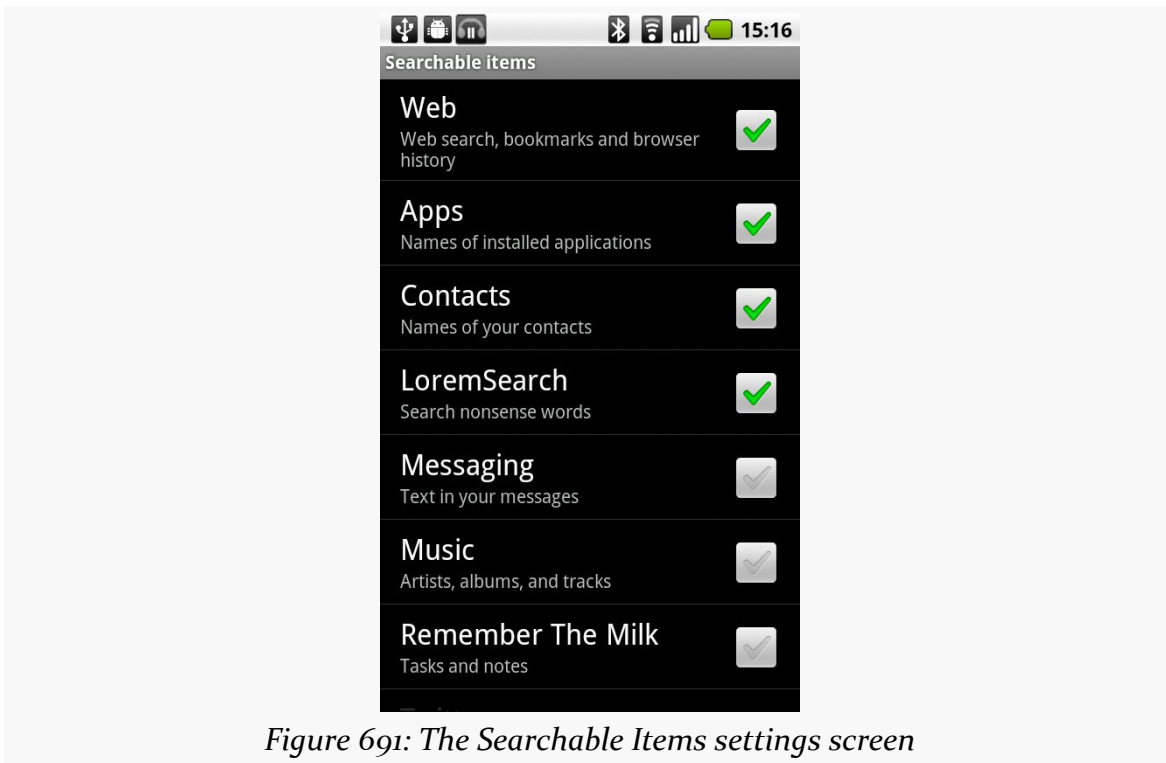 15:16
Searchable items
Web
Web search, bookmarks and browser
history
Apps
Names of installed applications
Contacts
Names of your contacts
LoremSearch
Search nonsense words
Messaging
Text in your messages
Music
Artists, albums, and tracks
Remember The Milk
Tasks and notes
Figure 691: The Searchable Items settings screen